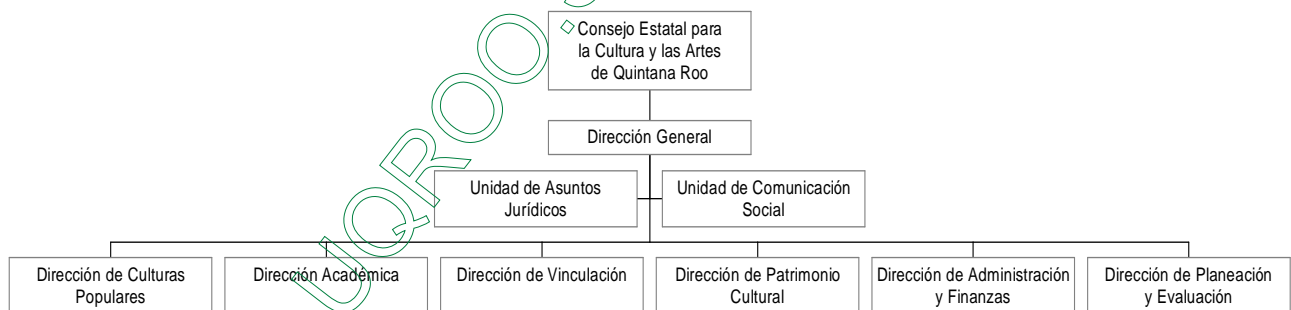 Consejo Estatal para
la Cultura y las Artes
de Quintana Roo
Dirección General
Unidad de Asuntos
Jurídicos
Unidad de Comunicación
Social
Dirección de Culturas
Populares
Dirección Académica
Dirección de Vinculación
Dirección de Patrimonio
Cultural
Dirección de Administración
y Finanzas
Dirección de Planeación
y Evaluación
UQROO